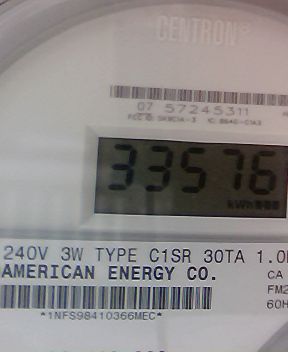 CENTRON®
07 57245311
33576
kWh
240V 3W TYPE C1SR 30TA 1.0
AMERICAN ENERGY CO.
CA
FM2
60H
*1NFS98410366MEC*